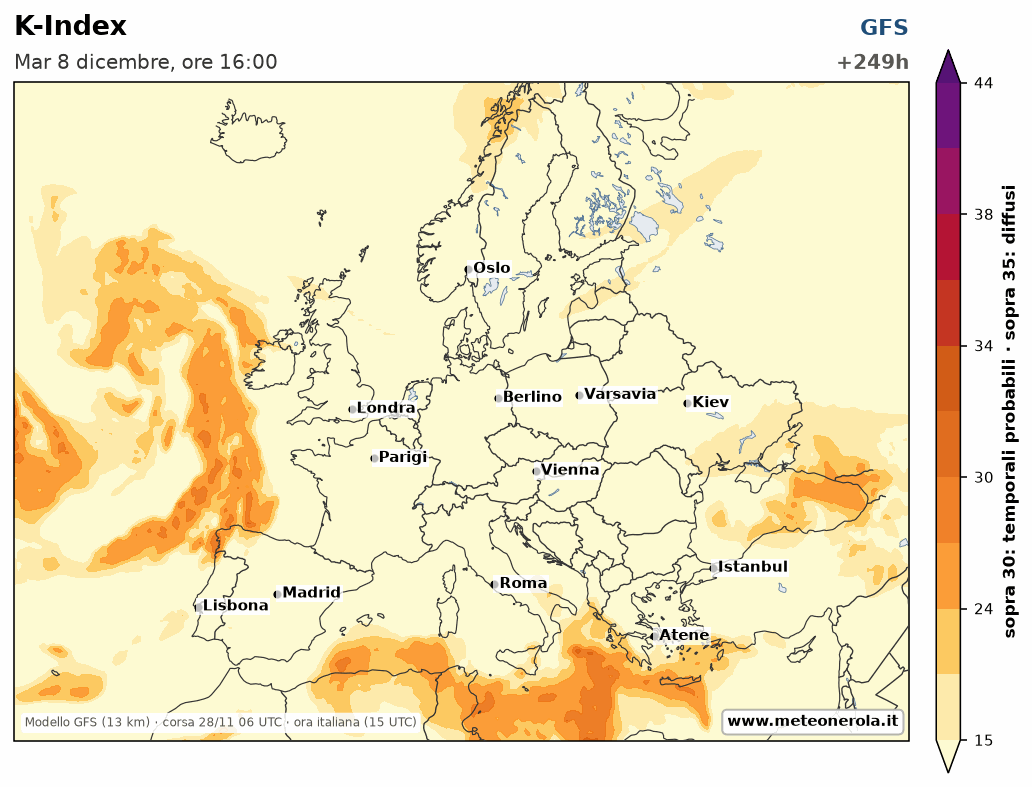 K-Index
GFS
Mar 8 dicembre, ore 16:00
+249h
Oslo
Berlino
Varsavia
Kiev
Londra
Parigi
Vienna
Istanbul
Roma
Madrid
Lisbona
Atene
Modello GFS (13 km) · corsa 28/11 06 UTC · ora italiana (15 UTC)
www.meteonerola.it
44
38
34
30
24
15
sopra 30: temporali probabili · sopra 35: diffusi